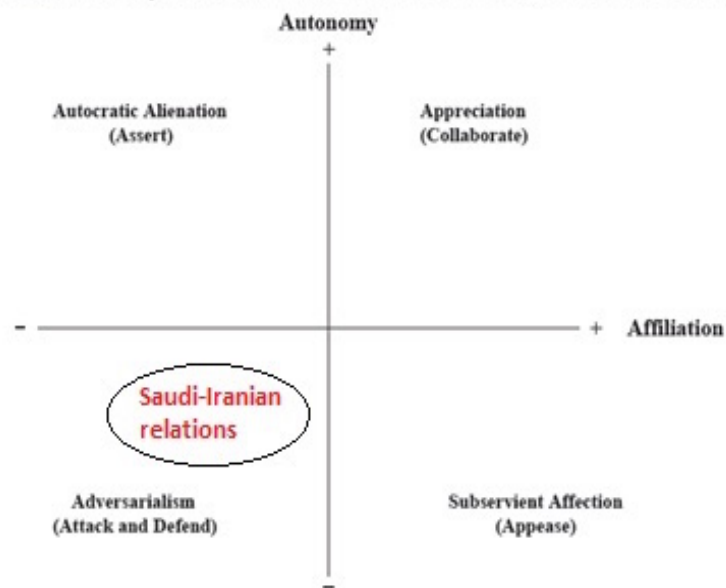 Autonomy
+
Autocratic Alienation
(Assert)
Appreciation
(Collaborate)
-
+ Affiliation
Saudi-Iranian
relations
Adversarialism
(Attack and Defend)
Subservient Affection
(Appease)
-